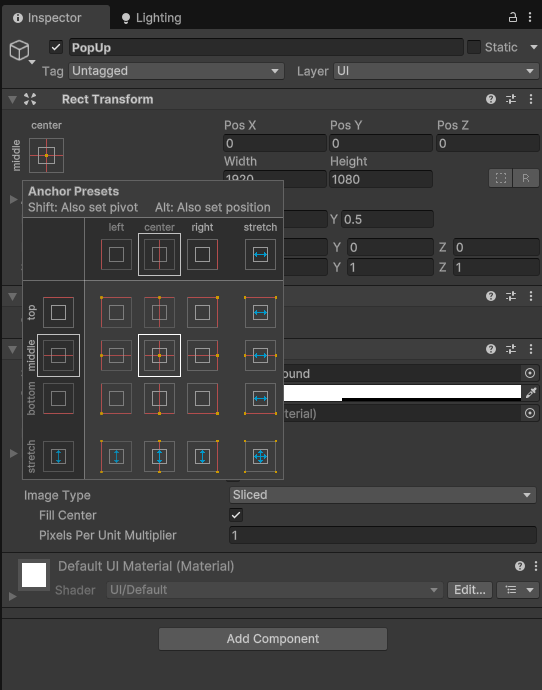 Inspector
Lighting
PopUp
Static
Tag Untagged Layer UI
Rect Transform
center
middle
Pos X Pos Y Pos Z
0 0 0
Width Height
1920 1080
R
Anchor Presets
Shift: Also set pivot Alt: Also set position
Y 0.5
left center right stretch
Y 0 Z 0
Y 1 Z 1
top
middle
bottom
stretch
ound
terial)
Image Type Sliced
Fill Center
Pixels Per Unit Multiplier 1
Default UI Material (Material)
Shader UI/Default Edit...
Add Component